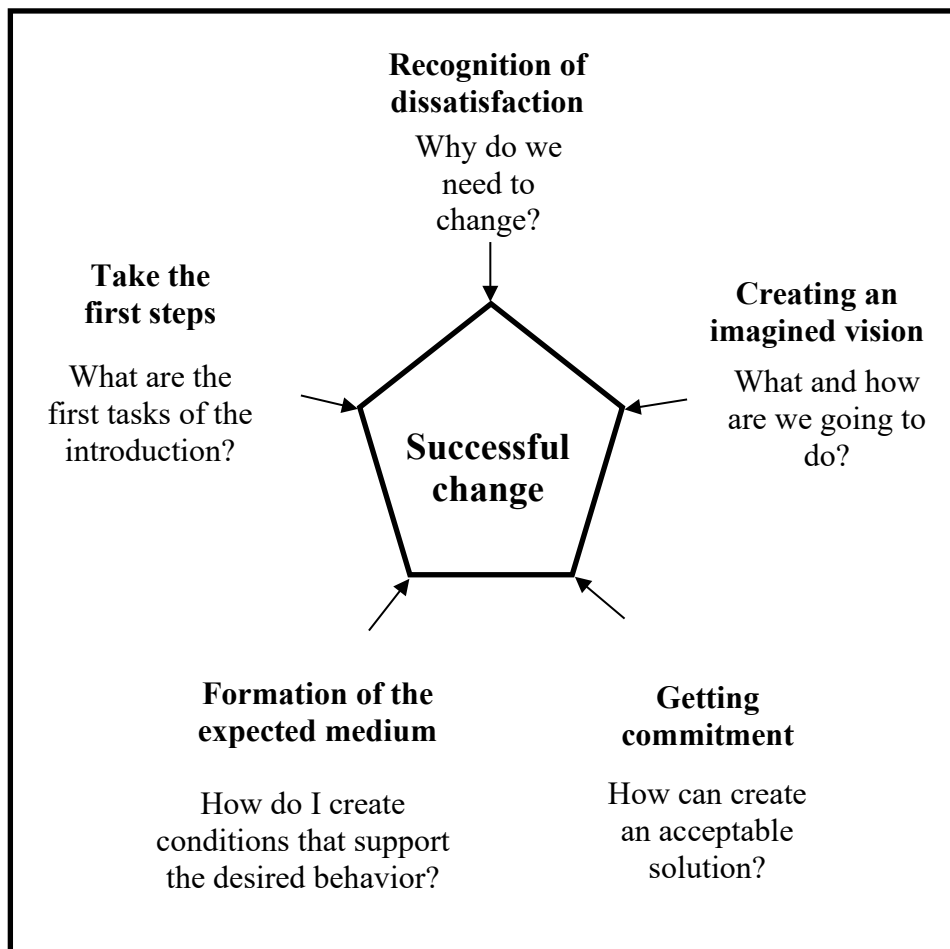 Recognition of
dissatisfaction
Why do we
need to
change?
Take the
first steps
What are the
first tasks of the
introduction?
Creating an
imagined vision
What and how
are we going to
do?
Successful
change
Formation of the
expected medium
How do I create
conditions that support
the desired behavior?
Getting
commitment
How can create
an acceptable
solution?